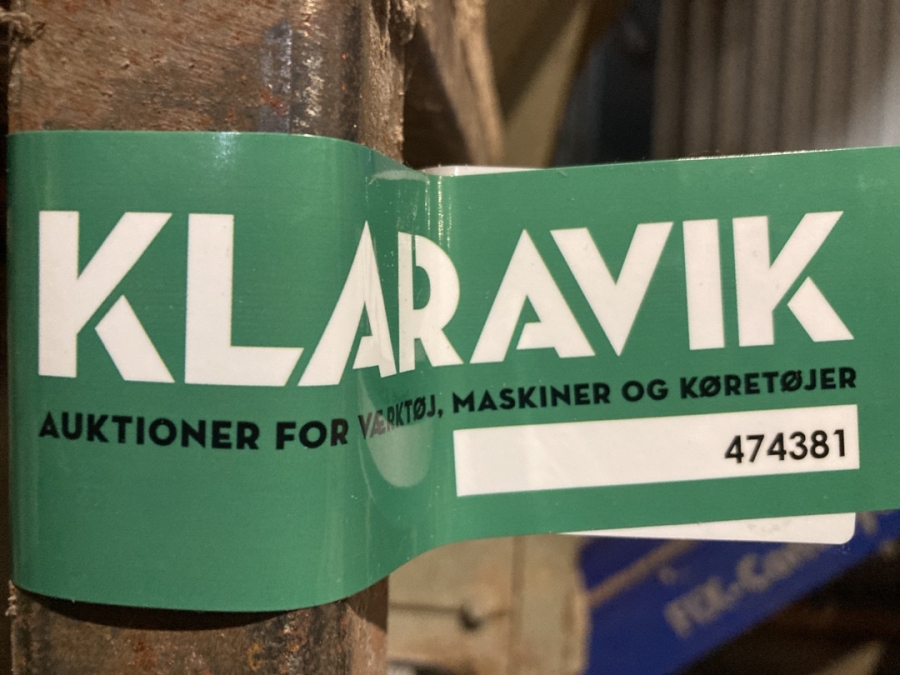 KLARAVIK
AUKTIONER FOR VÆRKTØJ, MASKINER OG KØRETØJER
474381